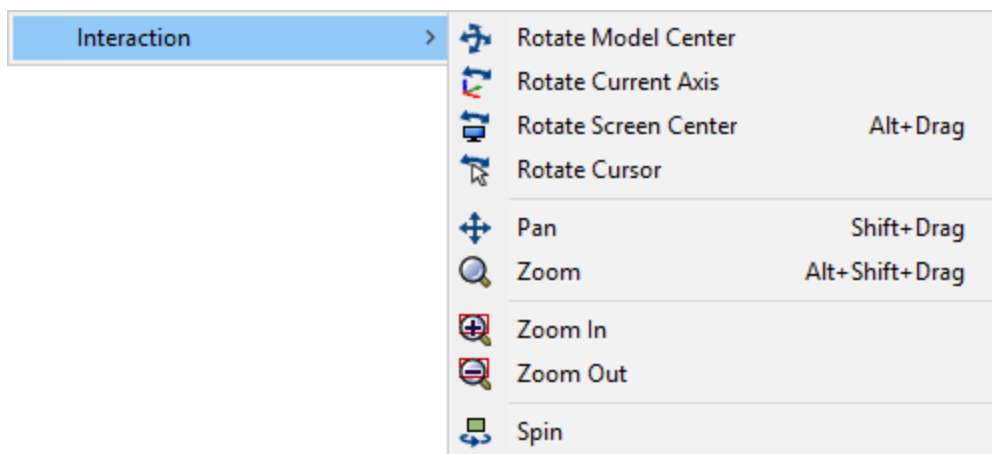 Interaction
Rotate Model Center
Rotate Current Axis
Rotate Screen Center Alt+Drag
Rotate Cursor
Pan Shift+Drag
Zoom Alt+Shift+Drag
Zoom In
Zoom Out
Spin